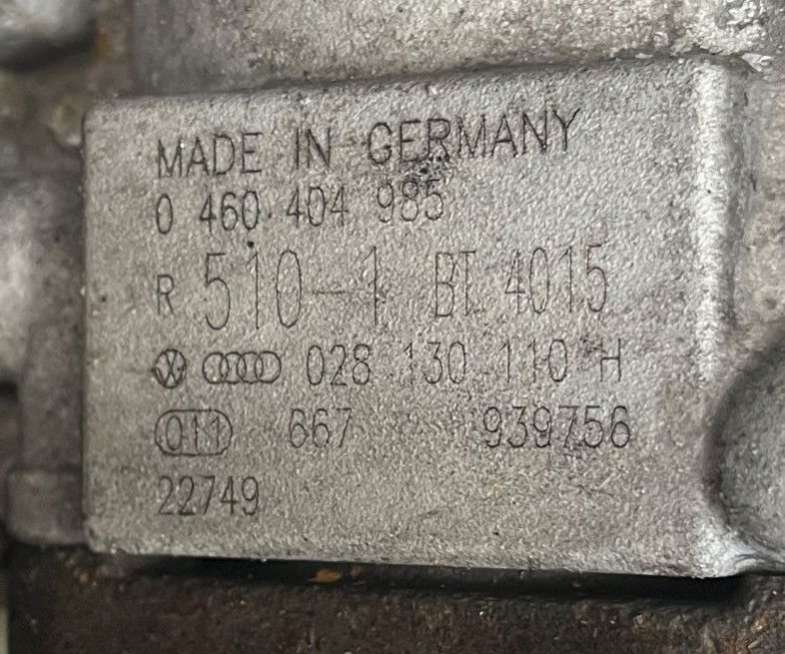 MADE IN GERMANY
0 460 404 985
R 510-1 BT 4015
028 130 110 H
011 667 939756
22749